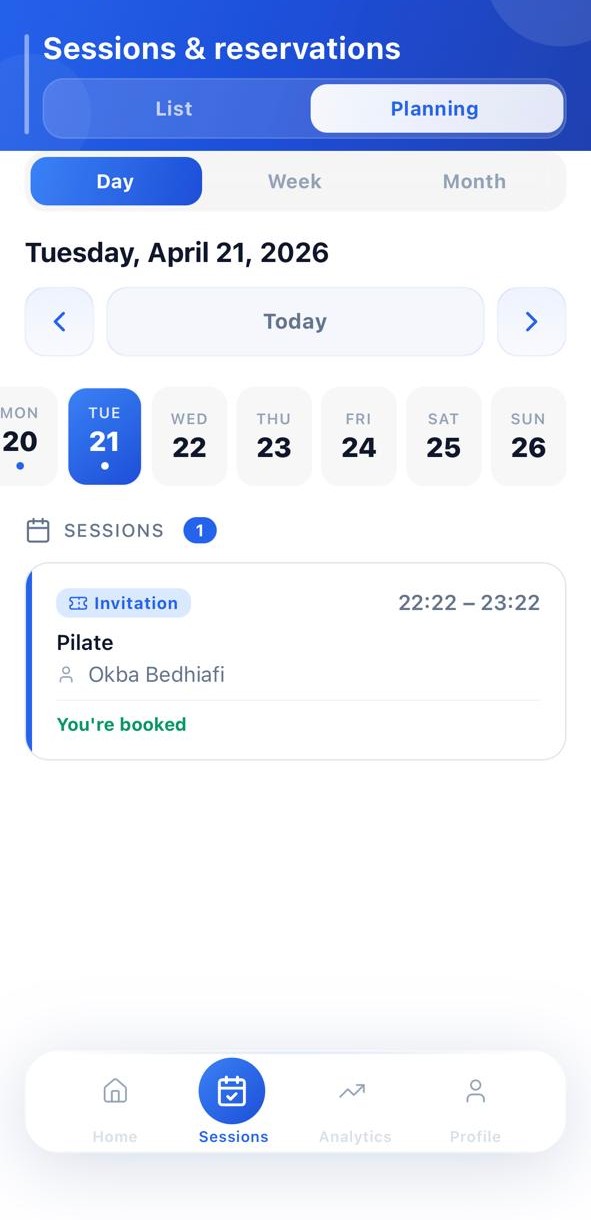 Sessions & reservations
List Planning
Day Week Month
Tuesday, April 21, 2026
Today
MON TUE WED THU FRI SAT SUN
20 21 22 23 24 25 26
SESSIONS 1
Invitation 22:22 – 23:22
Pilate
Okba Bedhiafi
You're booked
Home Sessions Analytics Profile